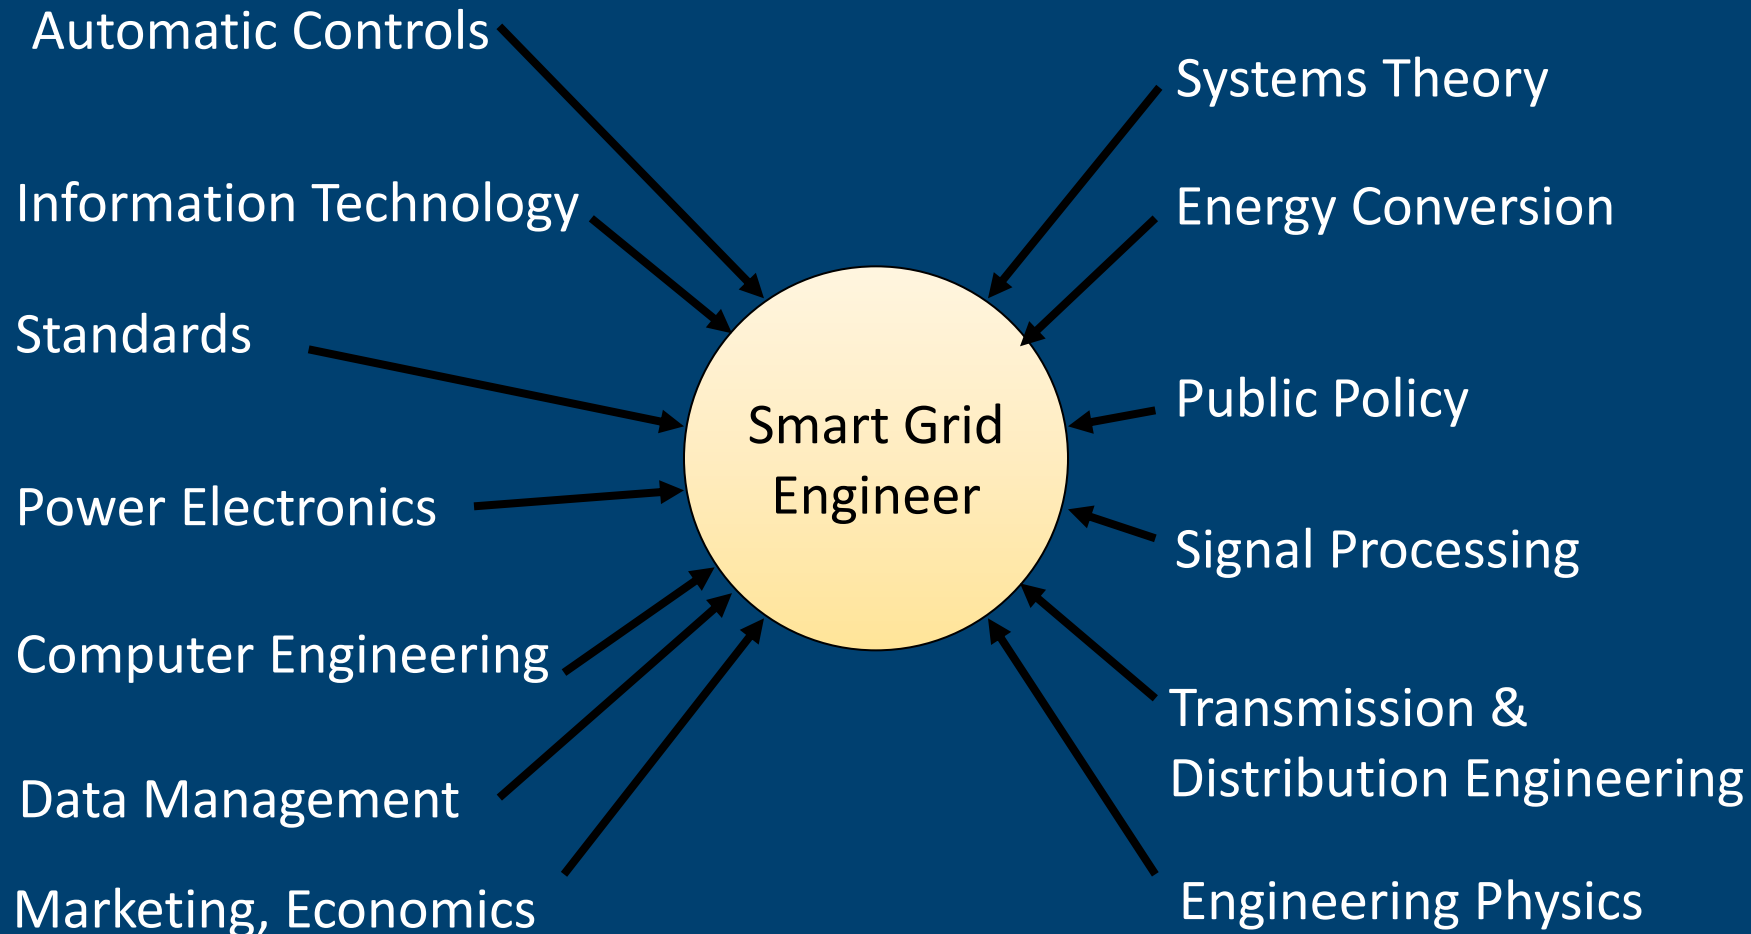 Automatic Controls
Information Technology
Standards
Power Electronics
Computer Engineering
Data Management
Marketing, Economics
Smart Grid
Engineer
Systems Theory
Energy Conversion
Public Policy
Signal Processing
Transmission &
Distribution Engineering
Engineering Physics